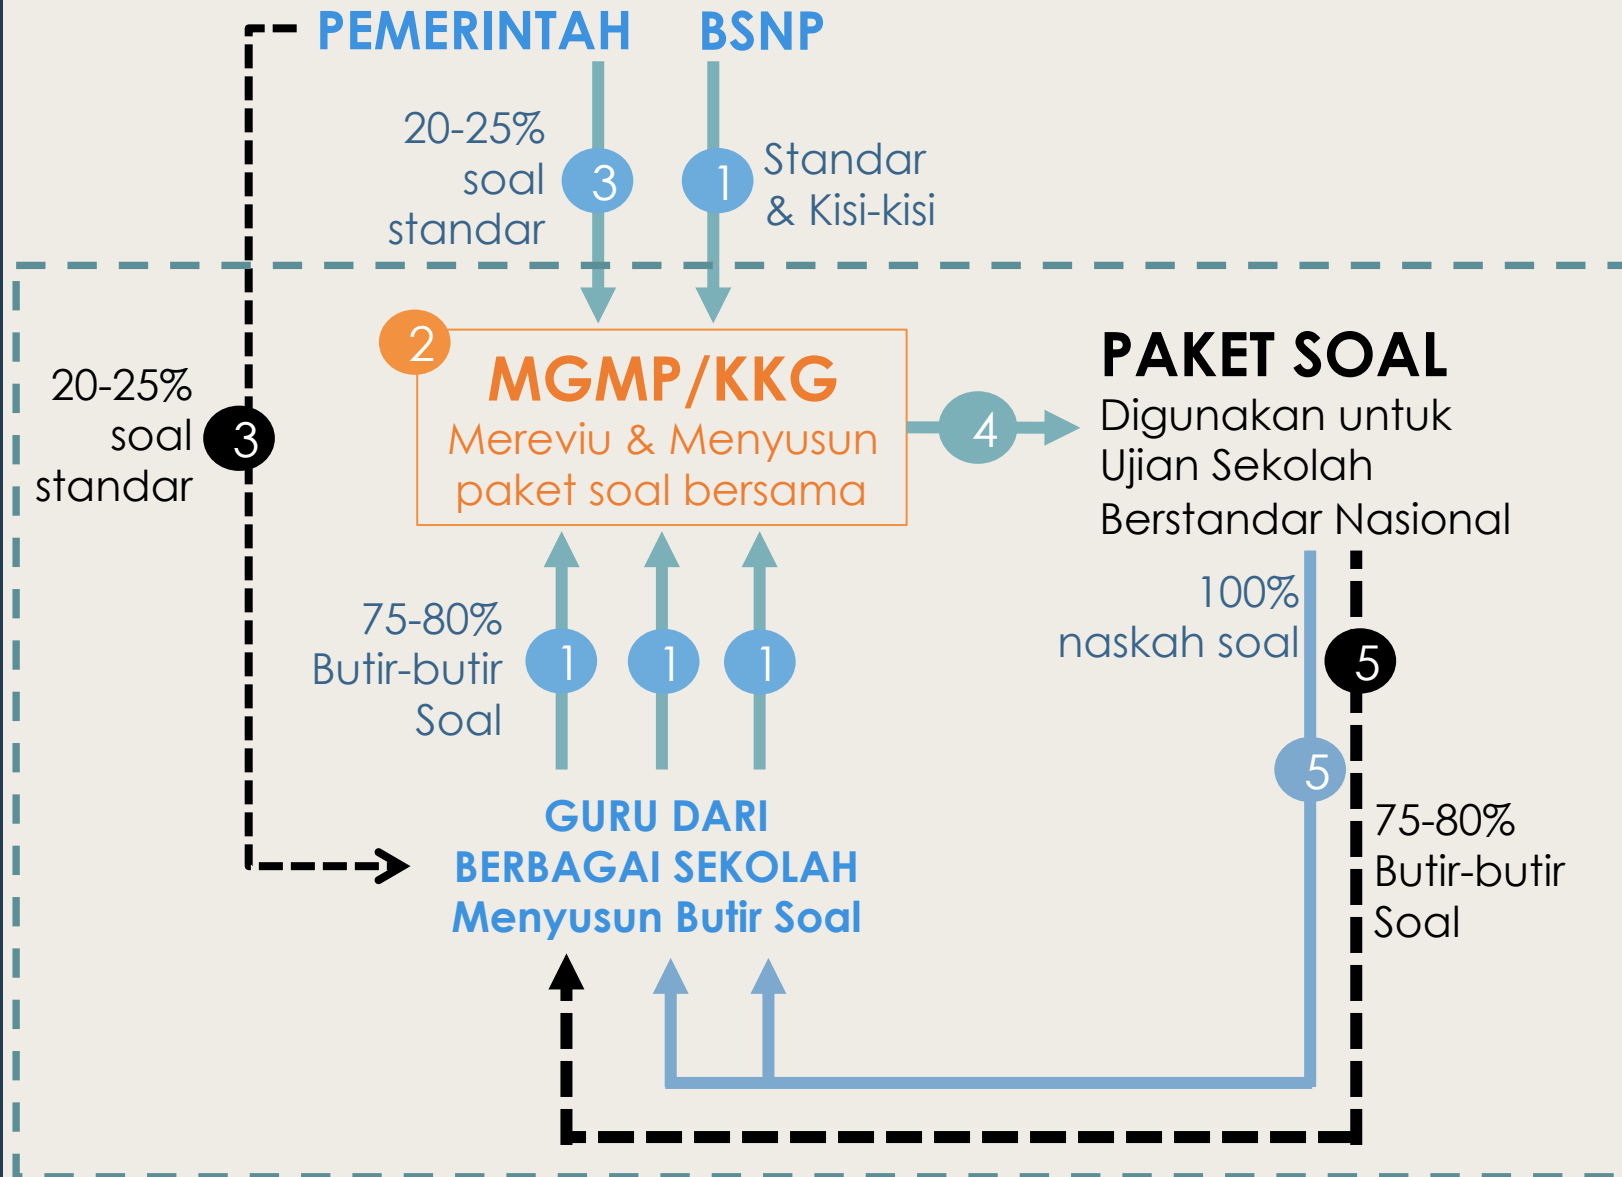 PEMERINTAH
BSNP
20-25%
soal
standar
3
1
Standar
& Kisi-kisi
20-25%
soal
standar
3
2
MGMP/KKG
Mereviu & Menyusun
paket soal bersama
4
PAKET SOAL
Digunakan untuk
Ujian Sekolah
Berstandar Nasional
75-80%
Butir-butir
Soal
1
1
1
100%
naskah soal
5
5
75-80%
Butir-butir
Soal
GURU DARI
BERBAGAI SEKOLAH
Menyusun Butir Soal